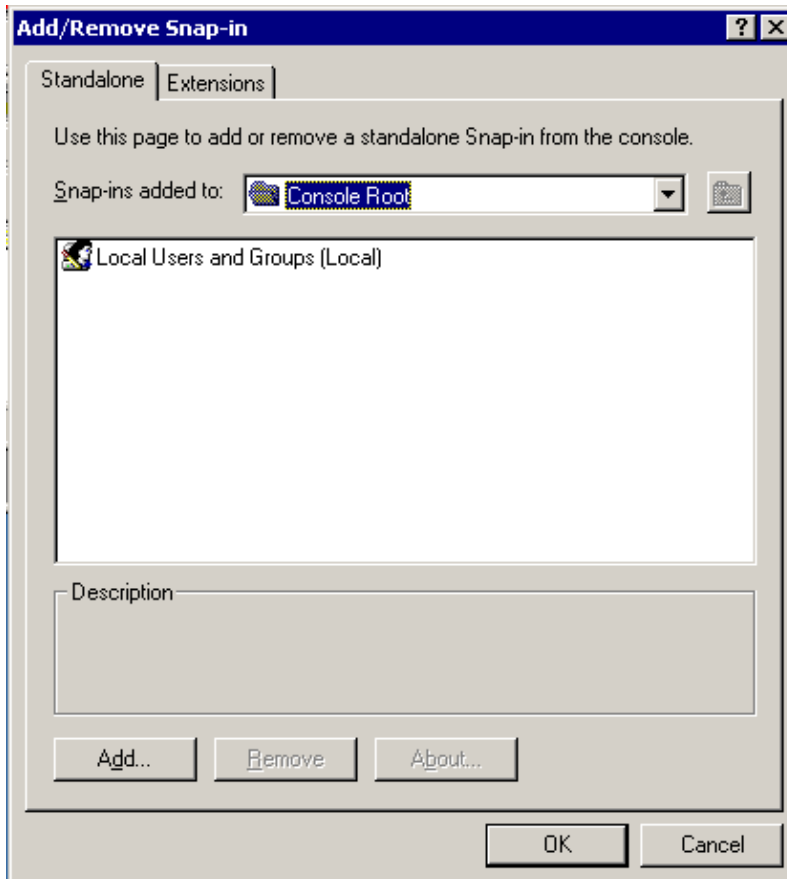 Add/Remove Snap-in
Standalone
Extensions
Use this page to add or remove a standalone Snap-in from the console.
Snap-ins added to:
Console Root
Local Users and Groups (Local)
Description
Add...
Remove
About...
OK
Cancel